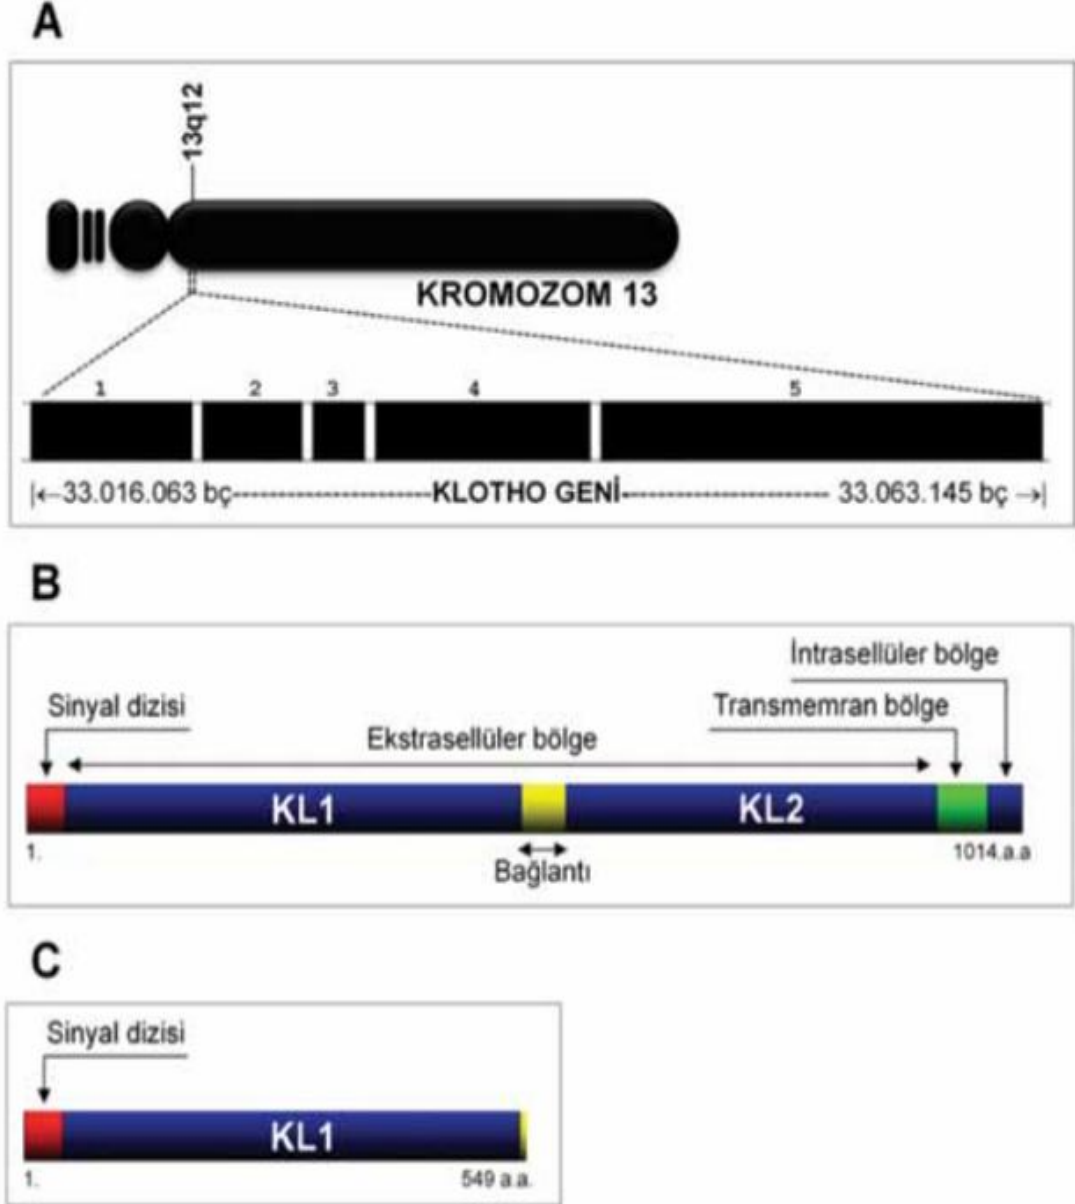 A
13q12
KROMOZOM 13
1 2 3 4 5
|←33.016.063 bç-------------------KLOTHO GENİ-------------------- 33.063.145 bç →|
B
İntrasellüler bölge
Sinyal dizisi
Transmemran bölge
Ekstrasellüler bölge
KL1
KL2
1.
1014.a.a
Bağlantı
C
Sinyal dizisi
KL1
1.
549 a.a.